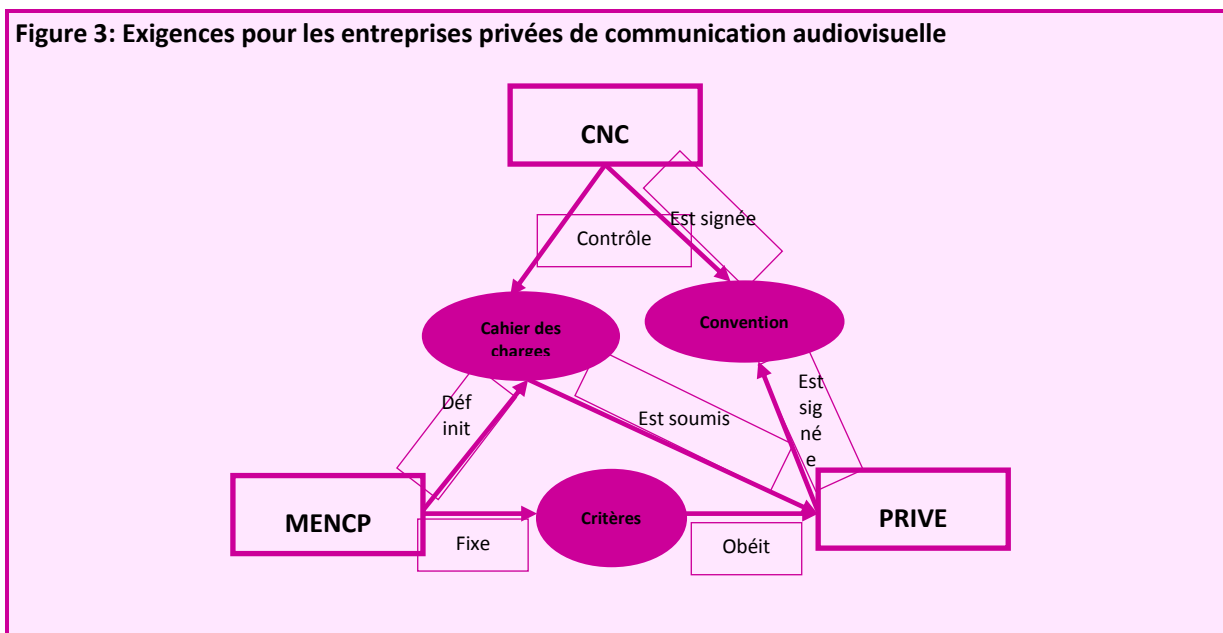 Figure 3: Exigences pour les entreprises privées de communication audiovisuelle
CNC
Est signée
Contrôle
Cahier des
charges
Convention
Déf
init
Est soumis
Est
sig
né
e
MENCP
Fixe
Critères
Obéit
PRIVE